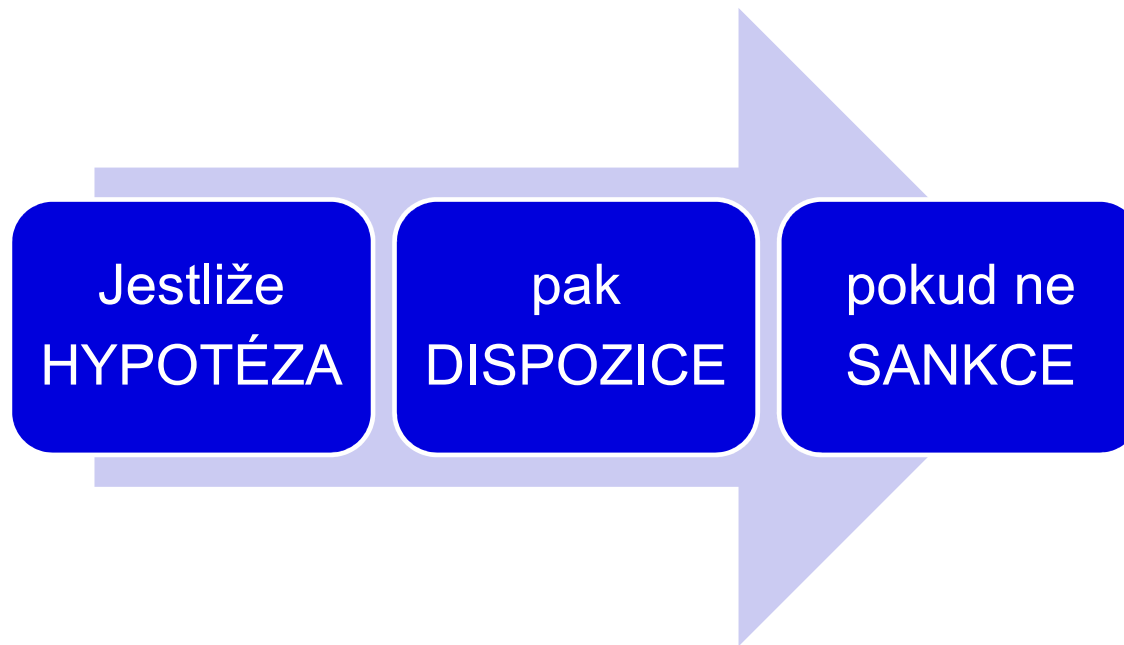 Jestliže
HYPOTÉZA
pak
DISPOZICE
pokud ne
SANKCE